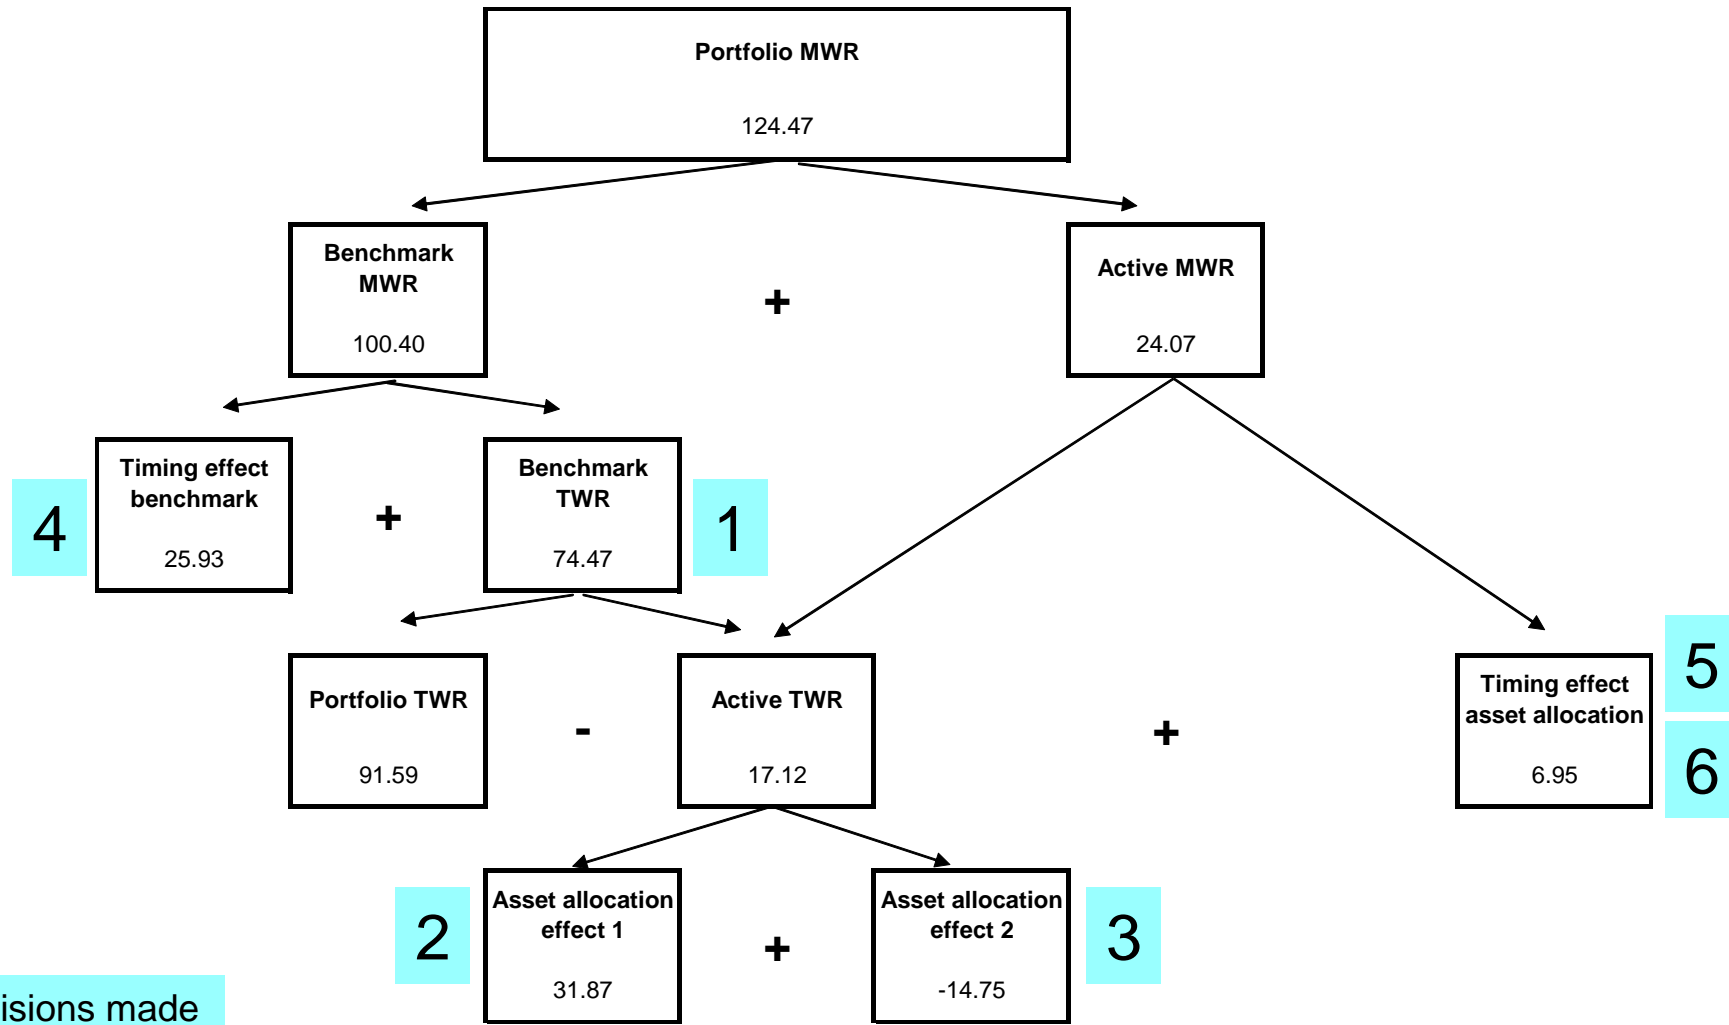 Portfolio MWR
124.47
Benchmark
MWR
100.40
+
Active MWR
24.07
4
Timing effect
benchmark
25.93
+
Benchmark
TWR
74.47
1
Portfolio TWR
91.59
-
Active TWR
17.12
+
Timing effect
asset allocation
6.95
5
6
2
Asset allocation
effect 1
31.87
+
Asset allocation
effect 2
-14.75
3
isions made